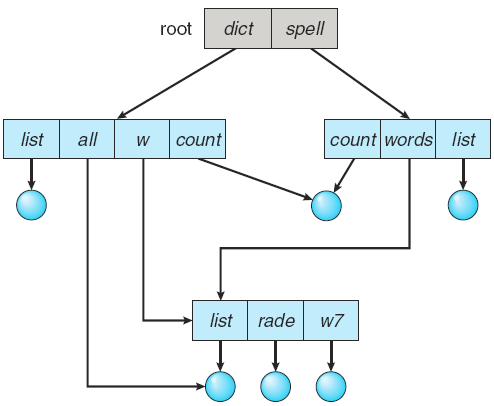 root dict spell
list all w count count words list
list rade w7